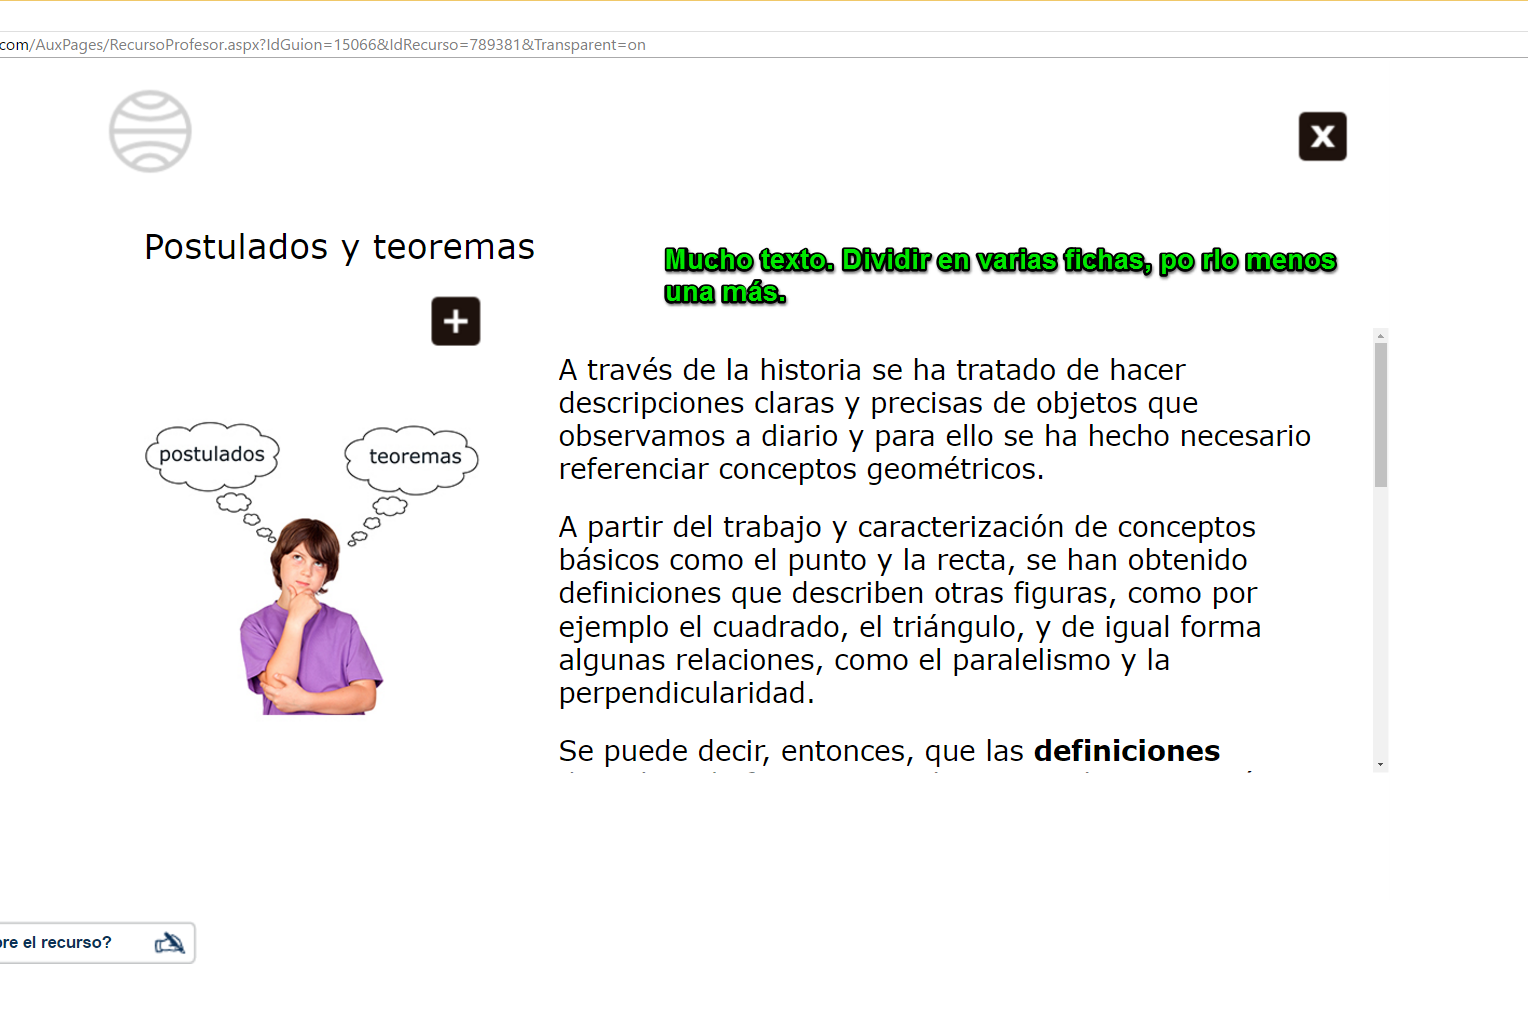 com/AuxPages/RecursoProfesor.aspx?IdGuion=15066&IdRecurso=789381&Transparent=on
X
Postulados y teoremas
Mucho texto. Dividir en varias fichas, po rlo menos
una más.
+
postulados
teoremas
A través de la historia se ha tratado de hacer
descripciones claras y precisas de objetos que
observamos a diario y para ello se ha hecho necesario
referenciar conceptos geométricos.
A partir del trabajo y caracterización de conceptos
básicos como el punto y la recta, se han obtenido
definiciones que describen otras figuras, como por
ejemplo el cuadrado, el triángulo, y de igual forma
algunas relaciones, como el paralelismo y la
perpendicularidad.
Se puede decir, entonces, que las definiciones
re el recurso?